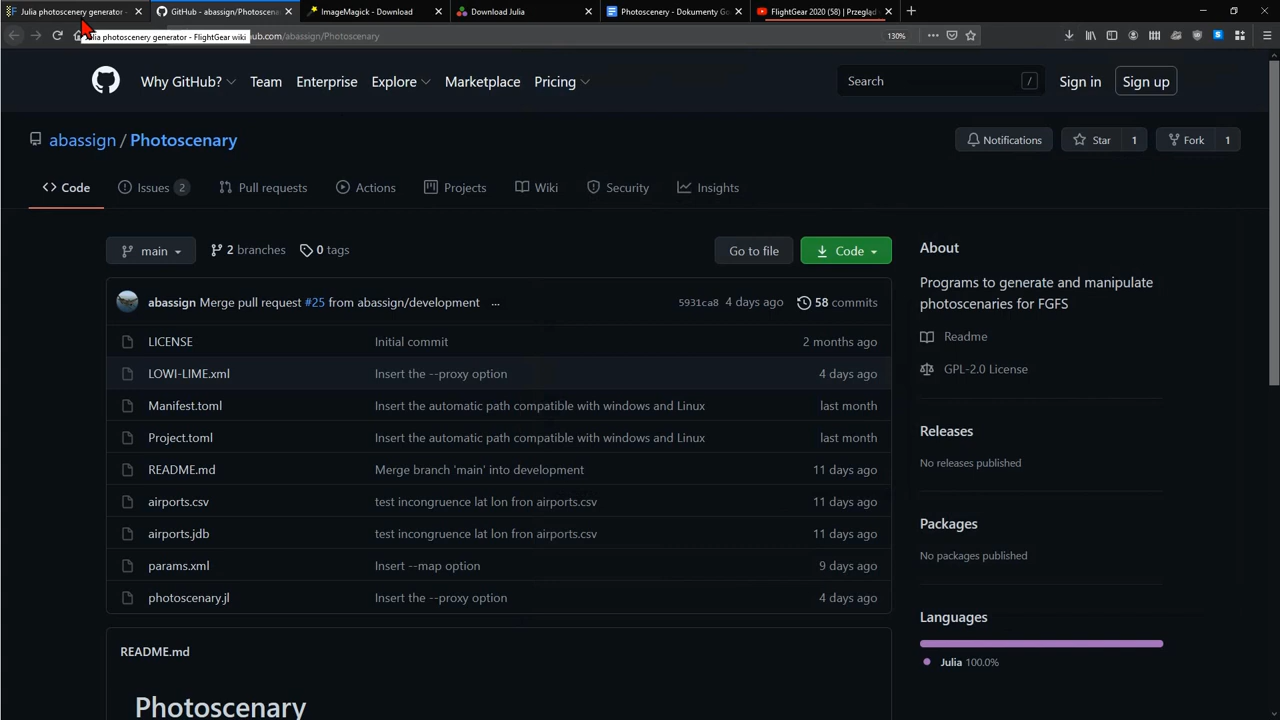 Julia photoscenery generator -
GitHub - abassign/Photoscenar
ImageMagick - Download
Download Julia
Photoscenery - Dokumenty Go
FlightGear 2020 (58) | Przegląd
Julia photoscenery generator - FlightGear wiki
ub.com/abassign/Photoscenary
130%
Why GitHub?
Team
Enterprise
Explore
Marketplace
Pricing
Search
/
Sign in
Sign up
abassign / Photoscenary
Notifications
Star
1
Fork
1
Code
Issues 2
Pull requests
Actions
Projects
Wiki
Security
Insights
main
2 branches
0 tags
Go to file
Code
abassign Merge pull request #25 from abassign/development ...
5931ca8 4 days ago
58 commits
LICENSE
Initial commit
2 months ago
LOWI-LIME.xml
Insert the --proxy option
4 days ago
Manifest.toml
Insert the automatic path compatible with windows and Linux
last month
Project.toml
Insert the automatic path compatible with windows and Linux
last month
README.md
Merge branch 'main' into development
11 days ago
airports.csv
test incongruence lat lon fron airports.csv
11 days ago
airports.jdb
test incongruence lat lon fron airports.csv
11 days ago
params.xml
Insert --map option
9 days ago
photoscenary.jl
Insert the --proxy option
4 days ago
README.md
Photoscenary
About
Programs to generate and manipulate
photoscenaries for FGFS
Readme
GPL-2.0 License
Releases
No releases published
Packages
No packages published
Languages
Julia 100.0%